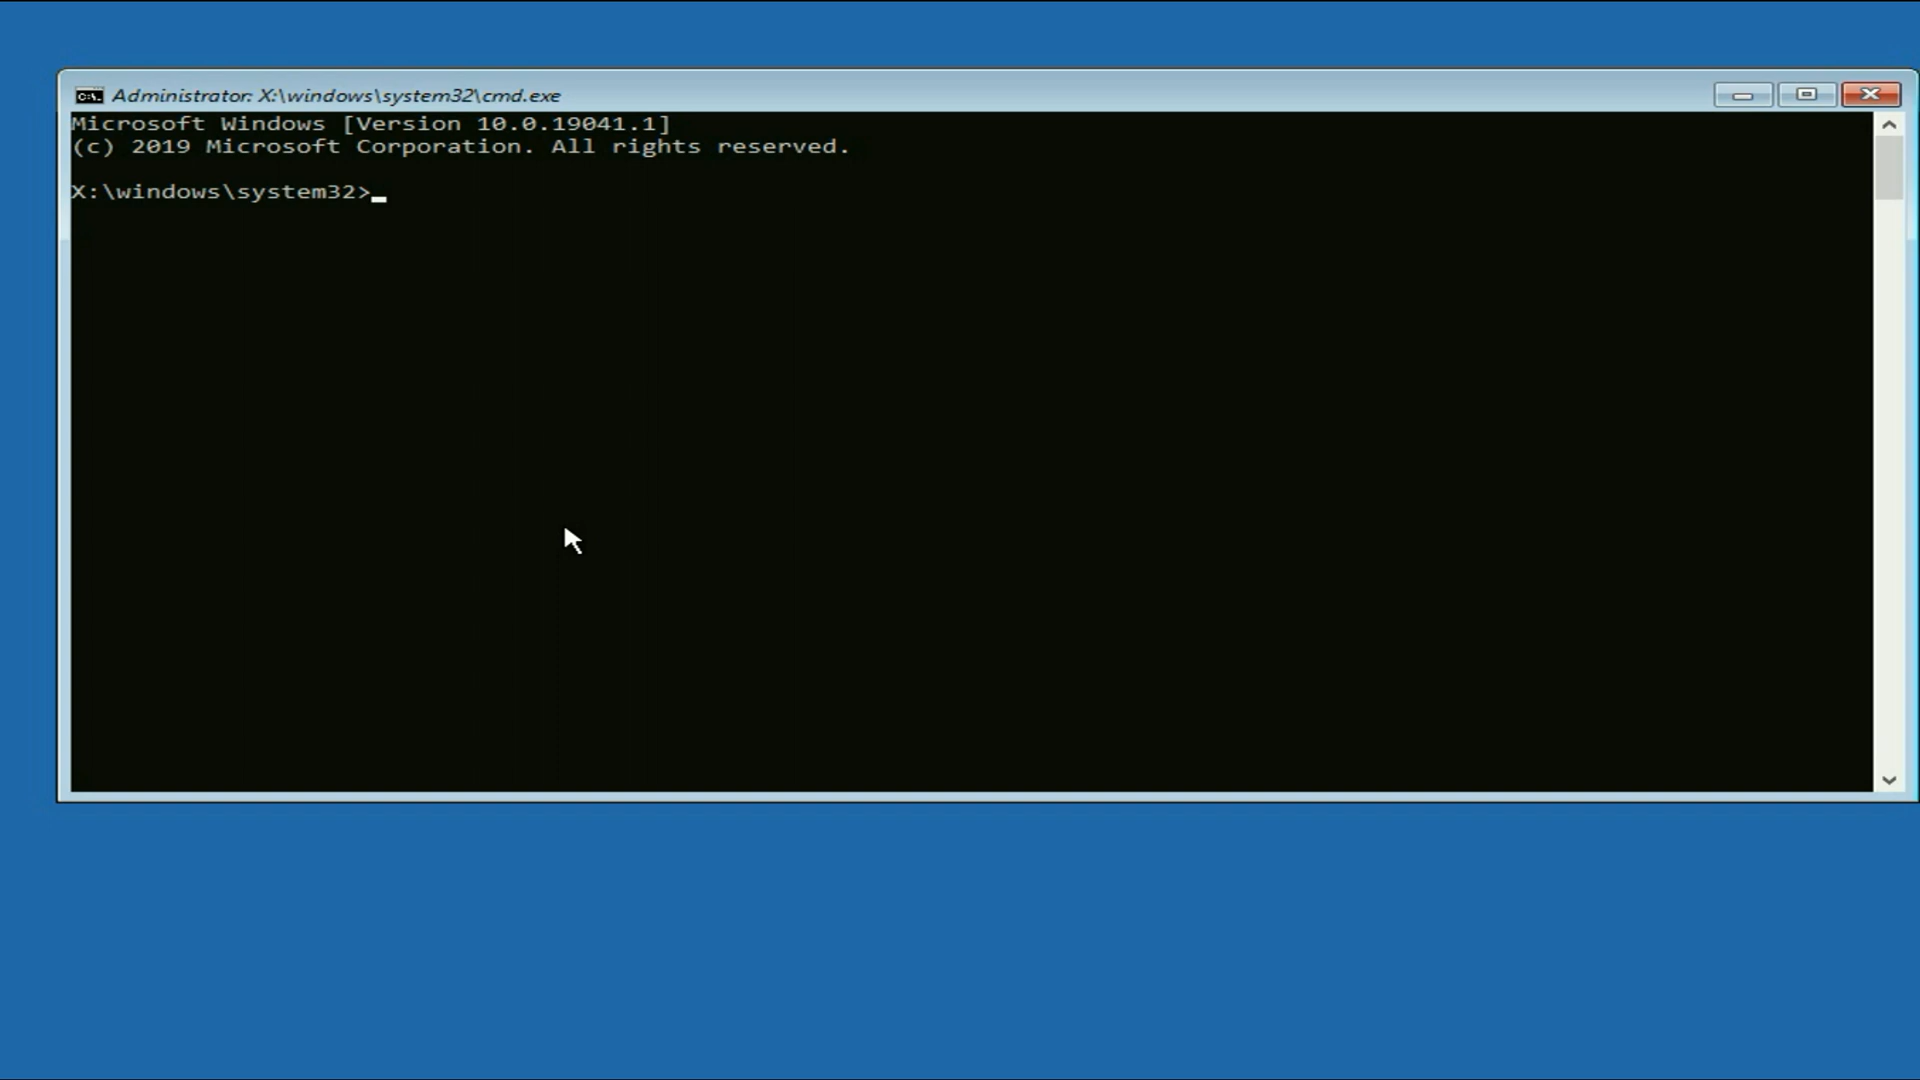 Administrator: X:\windows\system32\cmd.exe
Microsoft Windows [Version 10.0.19041.1]
(c) 2019 Microsoft Corporation. All rights reserved.
X:\windows\system32>